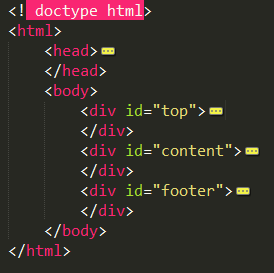 <! doctype html>
<html>
<head>
</head>
<body>
<div id="top">
</div>
<div id="content">
</div>
<div id="footer">
</div>
</body>
</html>